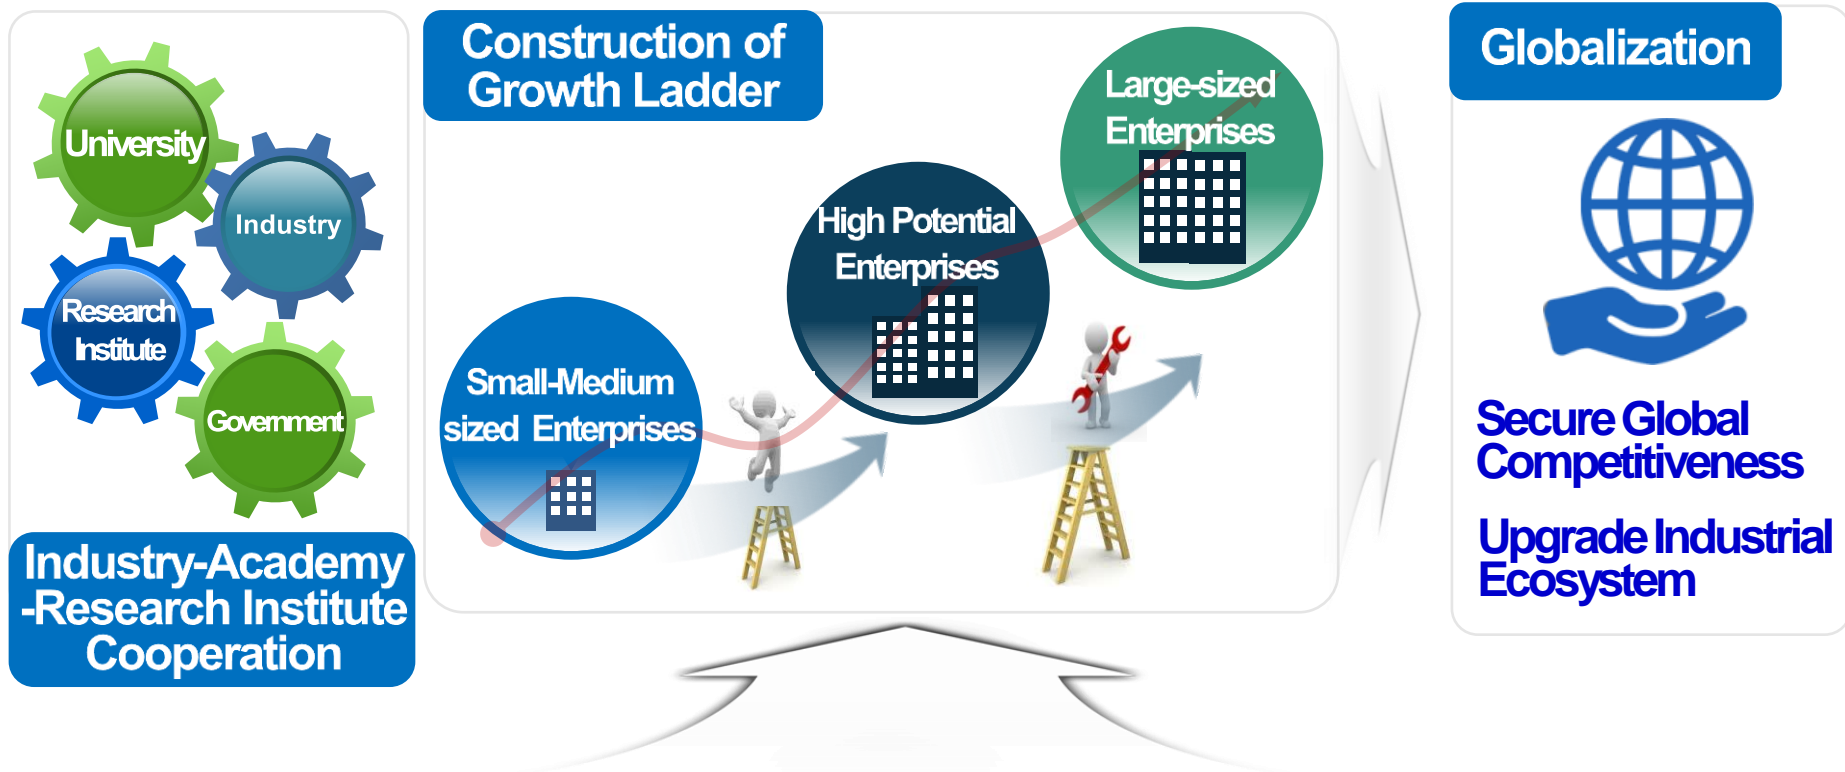 University
Industry
Research
Institute
Government
Industry-Academy
-Research Institute
Cooperation
Construction of
Growth Ladder
Small-Medium
sized Enterprises
High Potential
Enterprises
Large-sized
Enterprises
Globalization
Secure Global
Competitiveness
Upgrade Industrial
Ecosystem